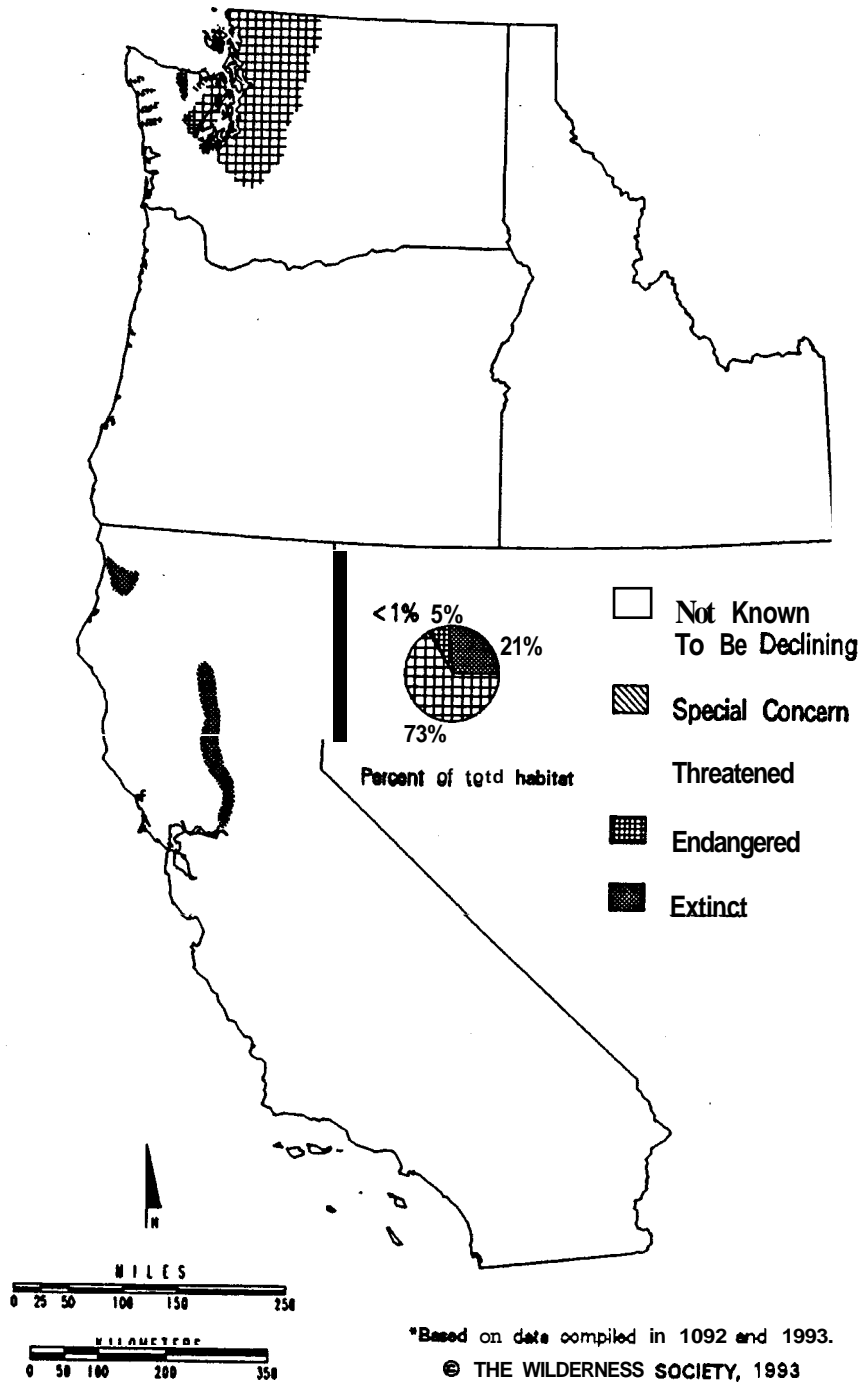 <1% 5%
21%
73%
Percent of tgtd habitat
Not Known
To Be Declining
Special Concern
Threatened
Endangered
Extinct
N
MILES
0 25 50 100 150 250
KILOMETERS
0 50 100 200 350
*Based on data compiled in 1092 and 1993.
© THE WILDERNESS SOCIETY, 1993